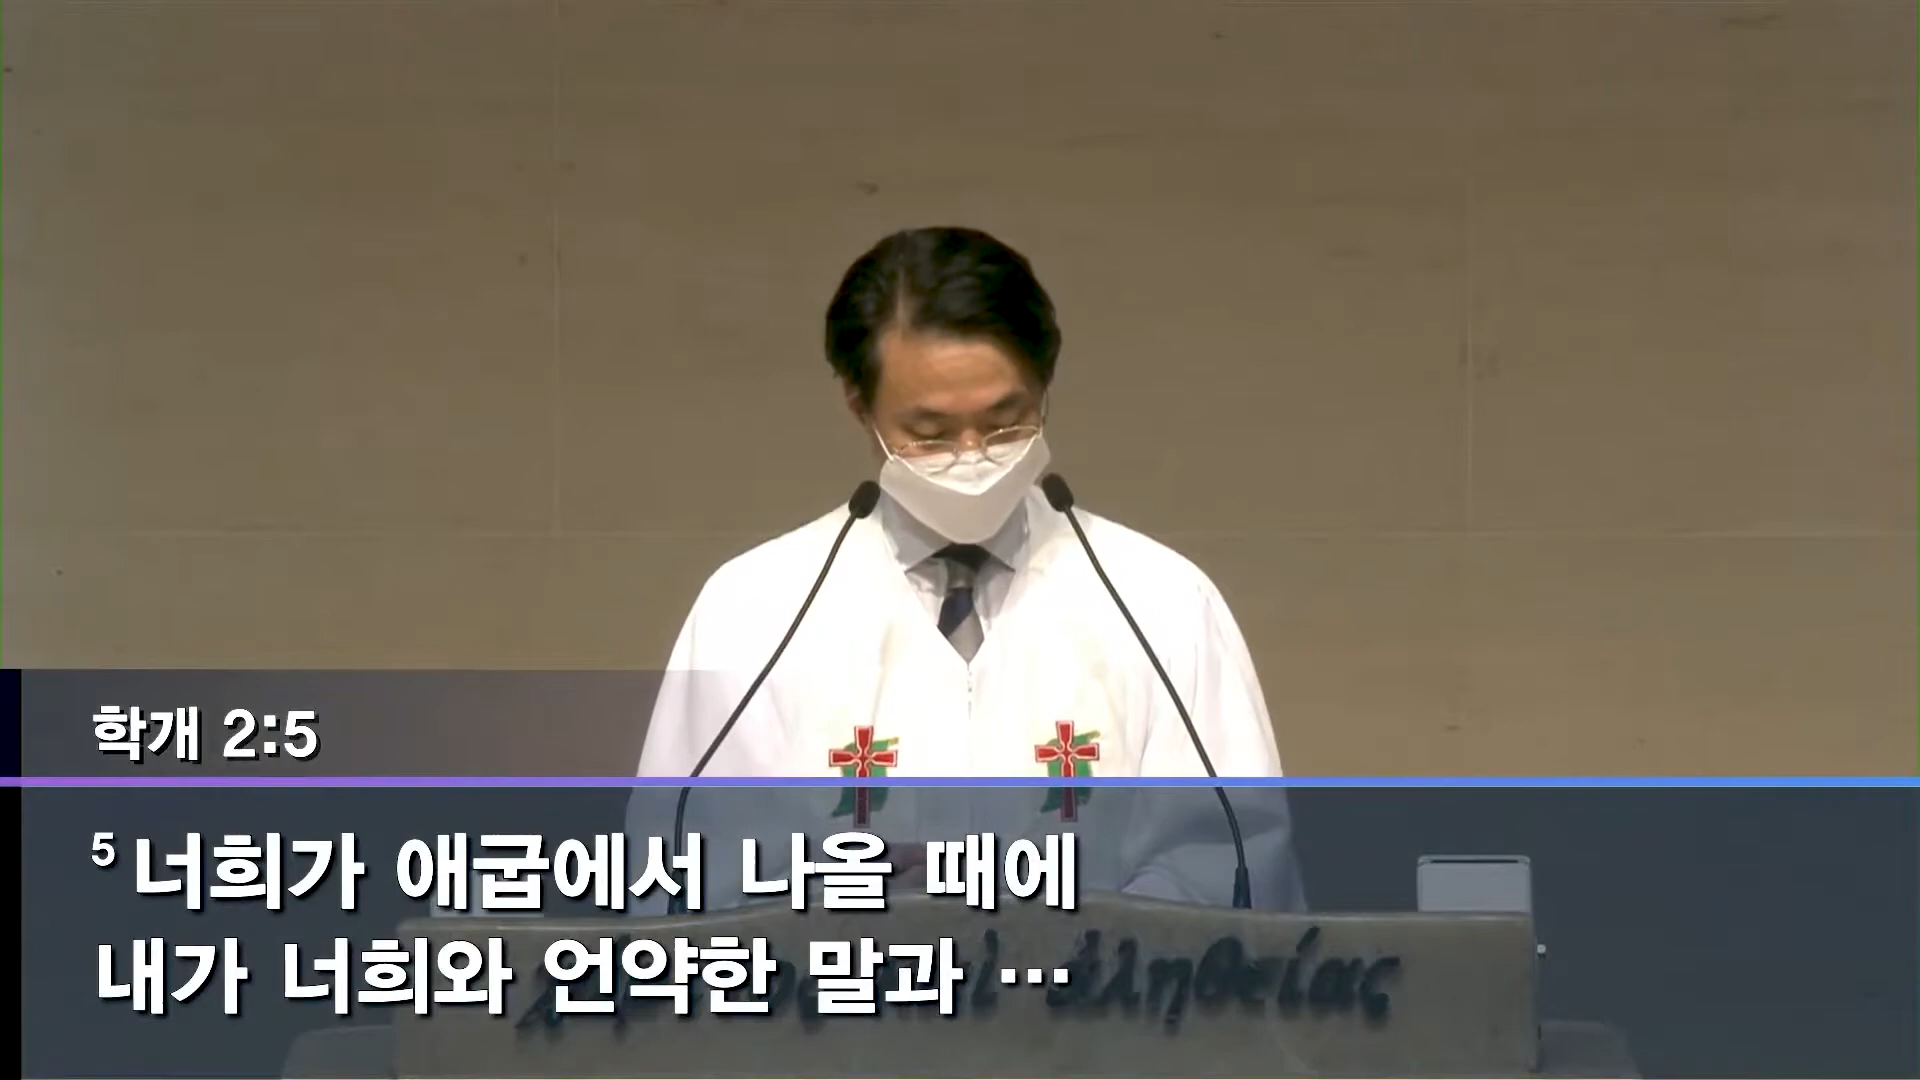 학개 2:5
5 너희가 애굽에서 나올 때에
내가 너희와 언약한 말과 …
ἀληθείας